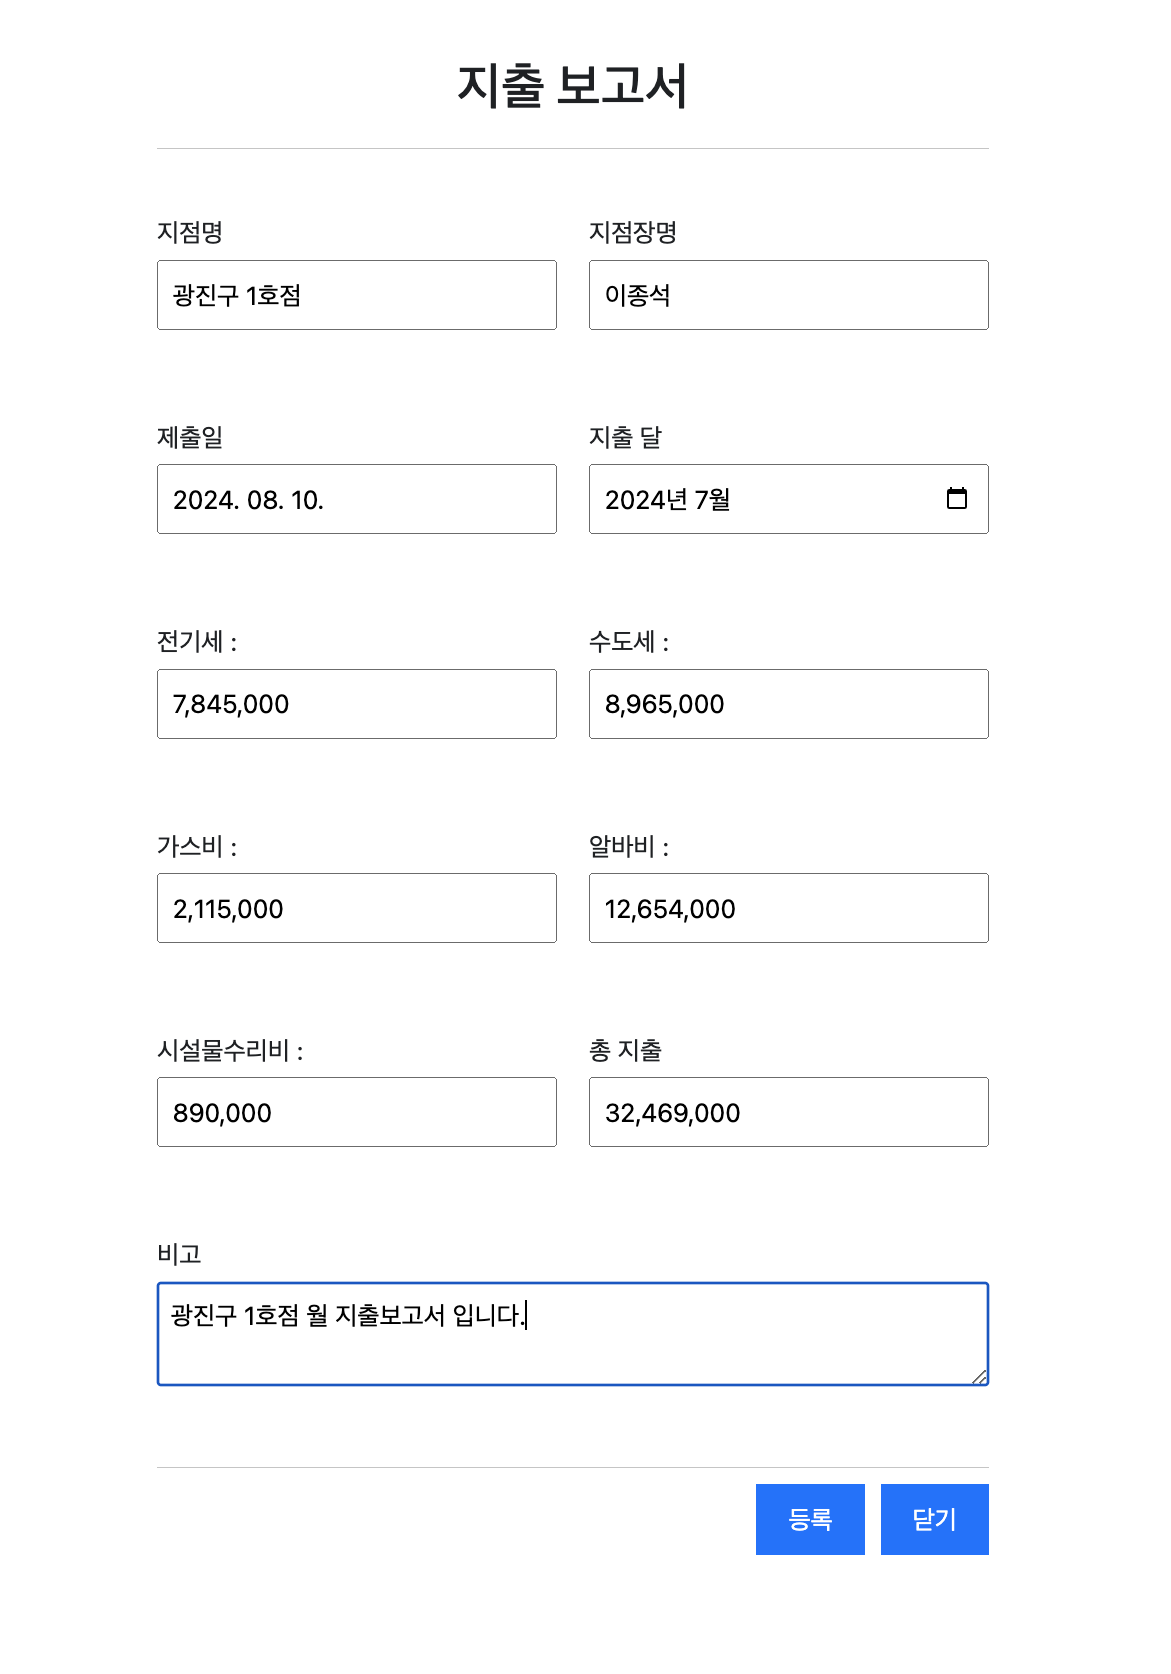 지출 보고서
지점명 지점장명
광진구 1호점 이종석
제출일 지출 달
2024. 08. 10. 2024년 7월
전기세 : 수도세 :
7,845,000 8,965,000
가스비 : 알바비 :
2,115,000 12,654,000
시설물수리비 : 총 지출
890,000 32,469,000
비고
광진구 1호점 월 지출보고서 입니다.
등록 닫기